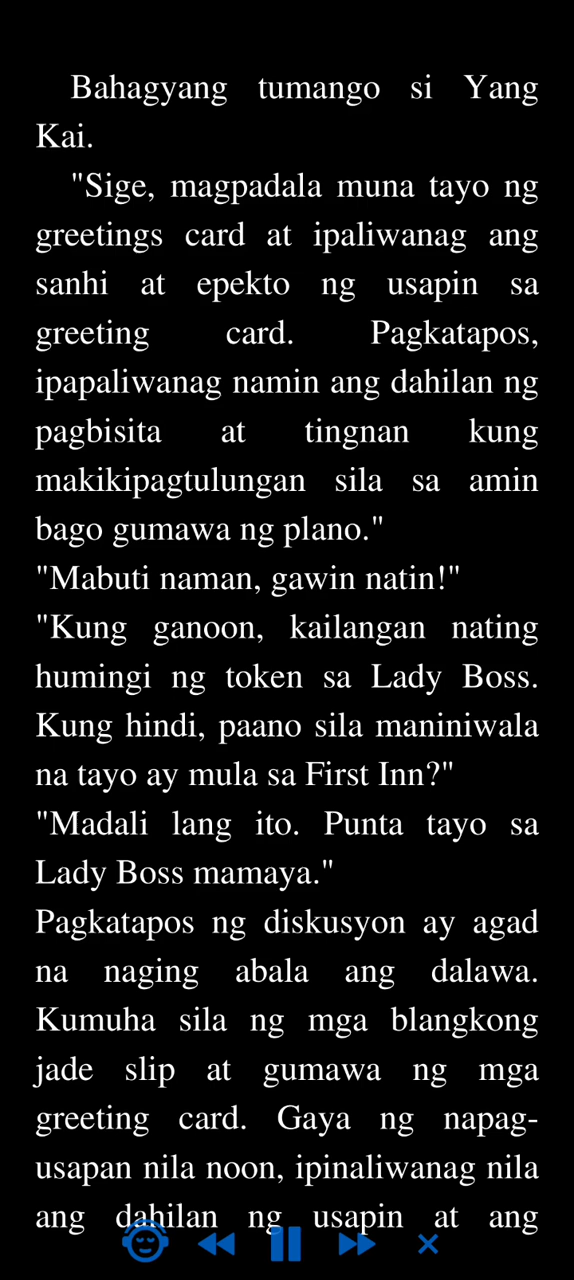 Bahagyang tumango si Yang
Kai.
"Sige, magpadala muna tayo ng
greetings card at ipaliwanag ang
sanhi at epekto ng usapin sa
greeting card. Pagkatapos,
ipapaliwanag namin ang dahilan ng
pagbisita at tingnan kung
makikipagtulungan sila sa amin
bago gumawa ng plano."
"Mabuti naman, gawin natin!"
"Kung ganoon, kailangan nating
humingi ng token sa Lady Boss.
Kung hindi, paano sila maniniwala
na tayo ay mula sa First Inn?"
"Madali lang ito. Punta tayo sa
Lady Boss mamaya."
Pagkatapos ng diskusyon ay agad
na naging abala ang dalawa.
Kumuha sila ng mga blangkong
jade slip at gumawa ng mga
greeting card. Gaya ng napag-
usapan nila noon, ipinaliwanag nila
ang dahilan ng usapin at ang